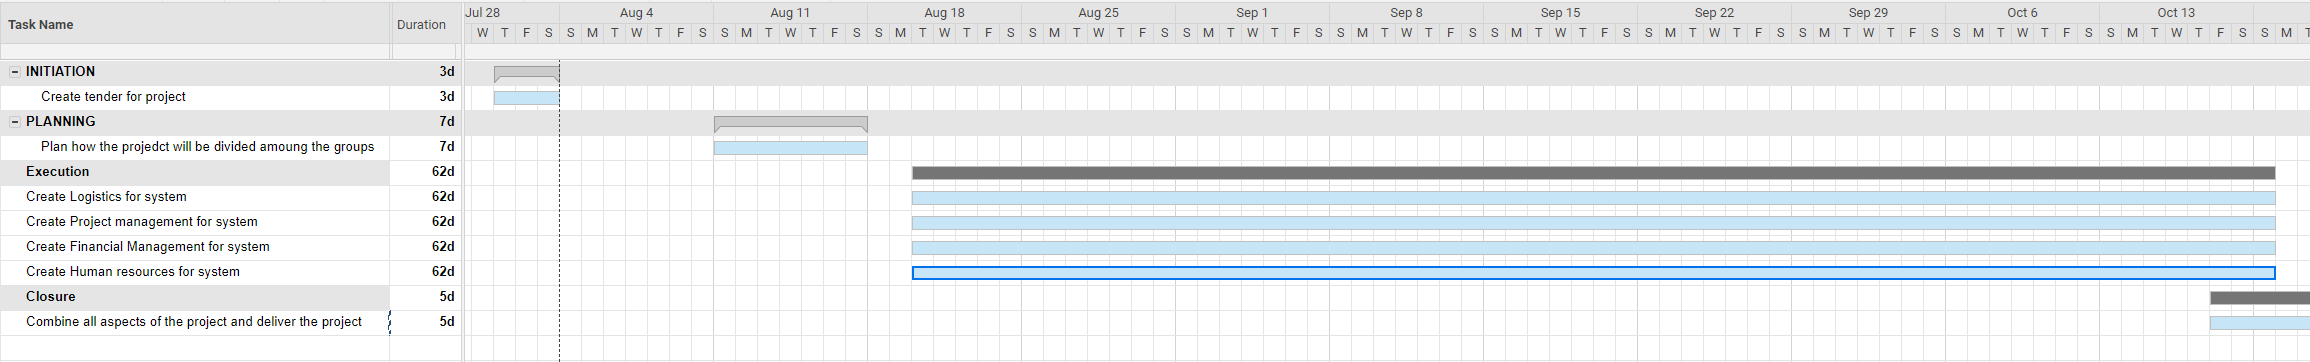 Task Name Duration Jul 28 Aug 4 Aug 11 Aug 18 Aug 25 Sep 1 Sep 8 Sep 15 Sep 22 Sep 29 Oct 6 Oct 13
W T F S S M T W T F S S M T W T F S S M T W T F S S M T W T F S S M T W T F S S M T W T F S S M T W T F S S M T W T F S S M T W T F S S M T W T F S S M T W T F S S M
INITIATION 3d
Create tender for project 3d
PLANNING 7d
Plan how the projedct will be divided amoung the groups 7d
Execution 62d
Create Logistics for system 62d
Create Project management for system 62d
Create Financial Management for system 62d
Create Human resources for system 62d
Closure 5d
Combine all aspects of the project and deliver the project 5d